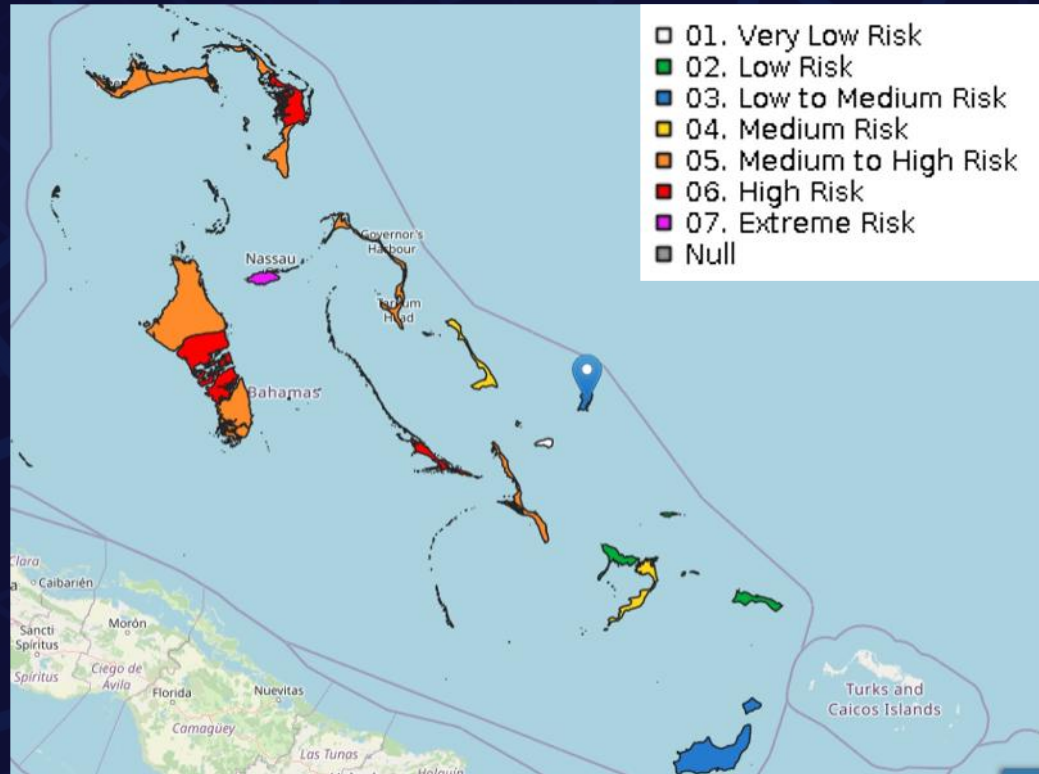 01. Very Low Risk
02. Low Risk
03. Low to Medium Risk
04. Medium Risk
05. Medium to High Risk
06. High Risk
07. Extreme Risk
Null
Governor's
Harbour
Nassau
Tarpum
Head
Bahamas
Clara
Caibarién
Morón
Sancti
Spíritus
Spíritus
Ciego de
Ávila
Florida
Nuevitas
Camagüey
Las Tunas
Holguín
Turks and
Caicos Islands